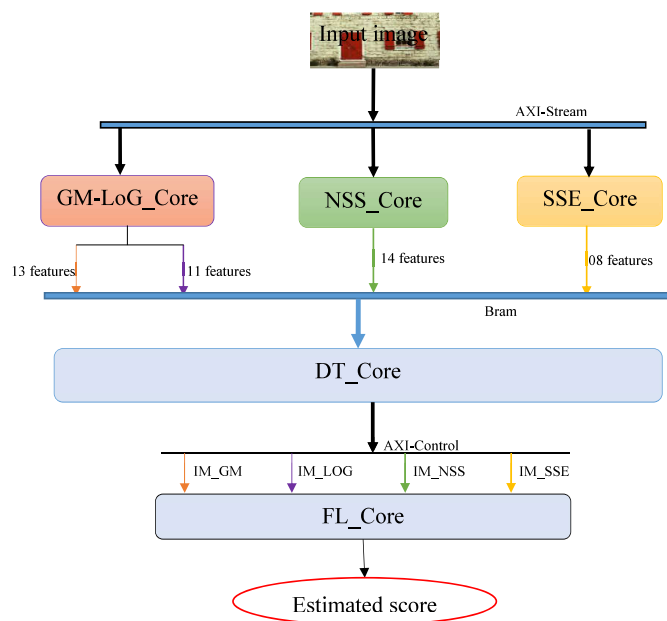 Input image
AXI-Stream
GM-LoG_Core
NSS_Core
SSE_Core
13 features
11 features
14 features
08 features
Bram
DT_Core
AXI-Control
IM_GM
IM_LOG
IM_NSS
IM_SSE
FL_Core
Estimated score